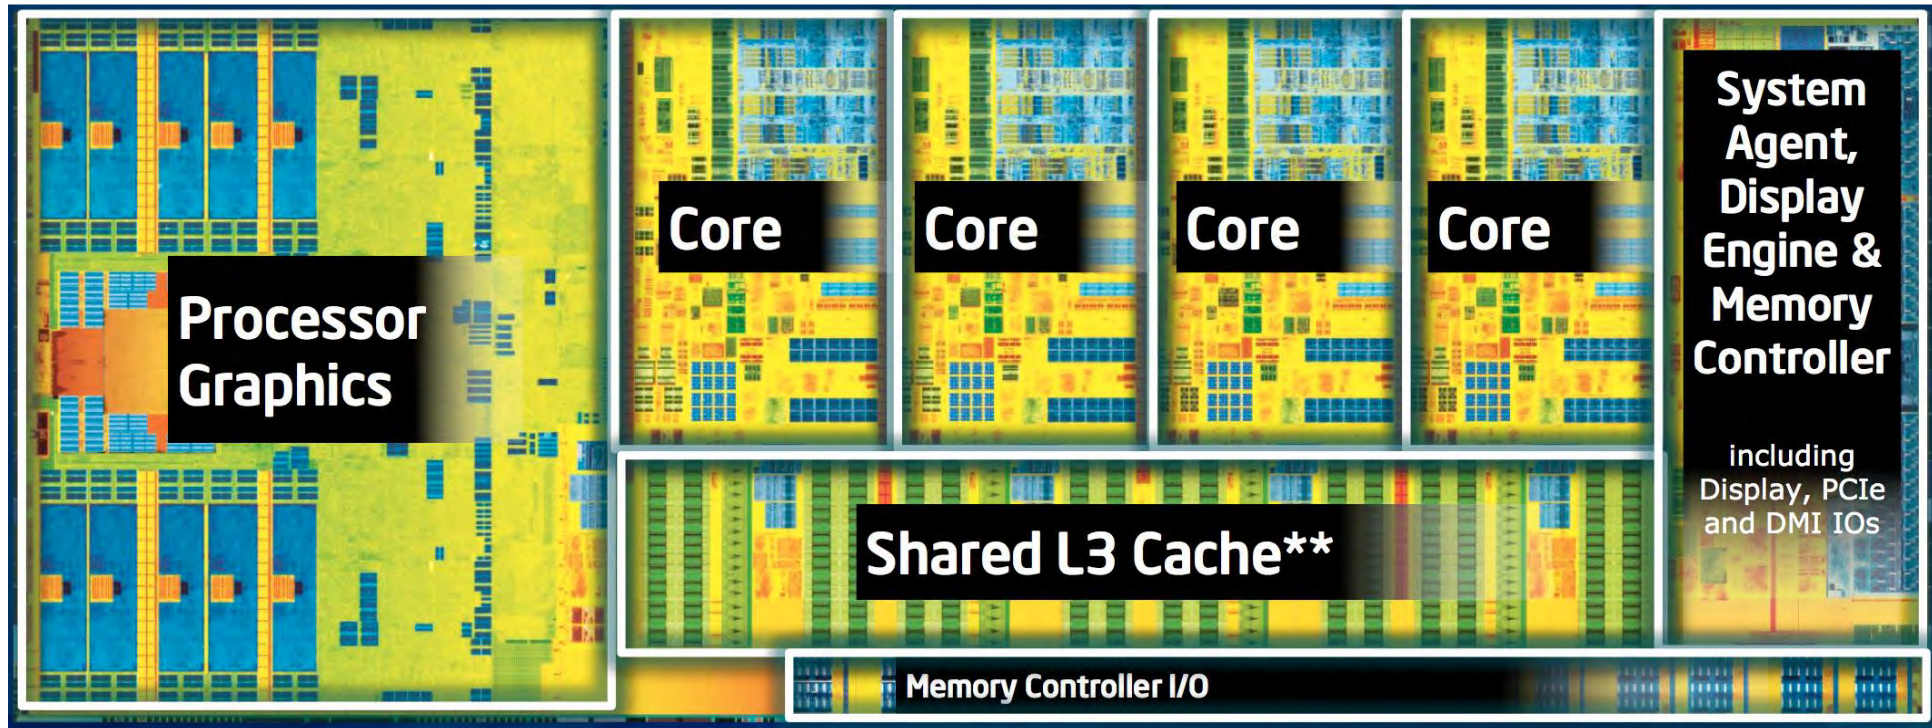 Processor
Graphics
Core
Core
Core
Core
System
Agent,
Display
Engine &
Memory
Controller
including
Display, PCIe
and DMI IOs
Shared L3 Cache**
Memory Controller I/O